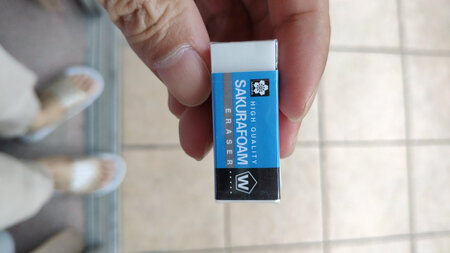 HIGH QUALITY
SAKURAFOAM
ERASER
W